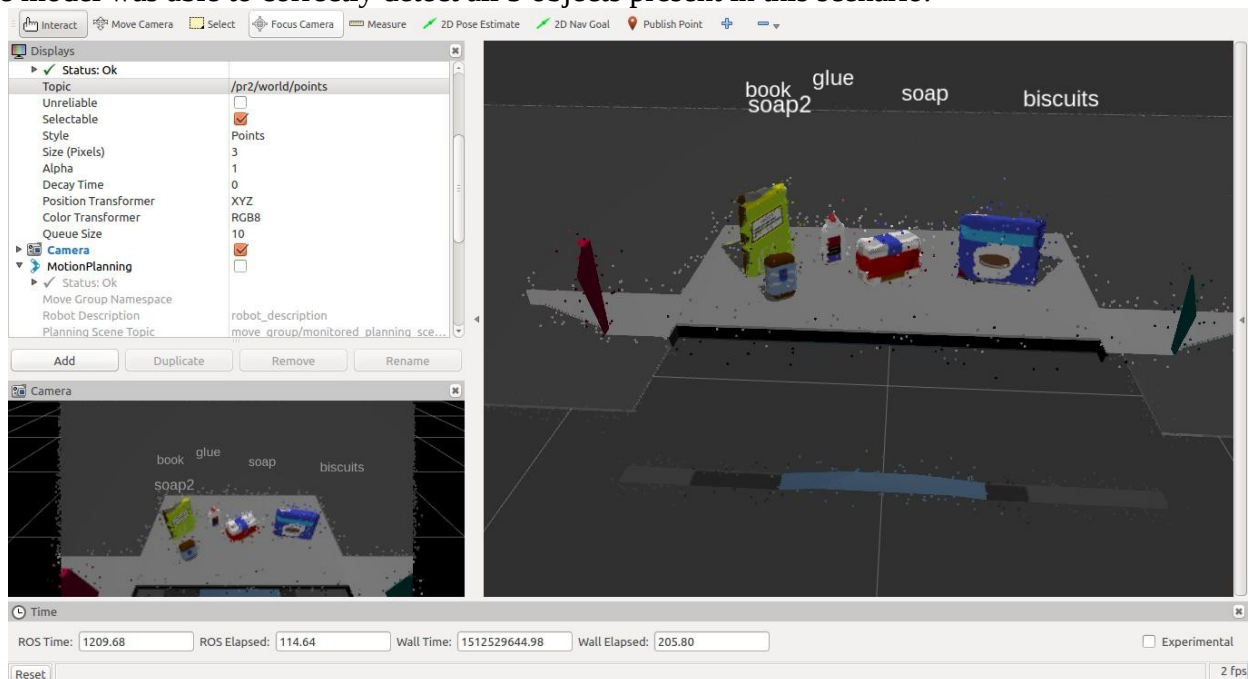 model was able to correctly detect all 5 objects present in this scenario.
Interact Move Camera Select Focus Camera Measure 2D Pose Estimate 2D Nav Goal Publish Point
Displays
Status: Ok
Topic /pr2/world/points
Unreliable
Selectable
Style Points
Size (Pixels) 3
Alpha 1
Decay Time 0
Position Transformer XYZ
Color Transformer RGB8
Queue Size 10
Camera
MotionPlanning
Status: Ok
Move Group Namespace
Robot Description robot_description
Planning Scene Topic move_group/monitored_planning_sce...
Add Duplicate Remove Rename
Camera
book glue soap biscuits
soap2
book glue soap biscuits
soap2
Time
ROS Time: 1209.68 ROS Elapsed: 114.64 Wall Time: 1512529644.98 Wall Elapsed: 205.80 Experimental
Reset 2 fps